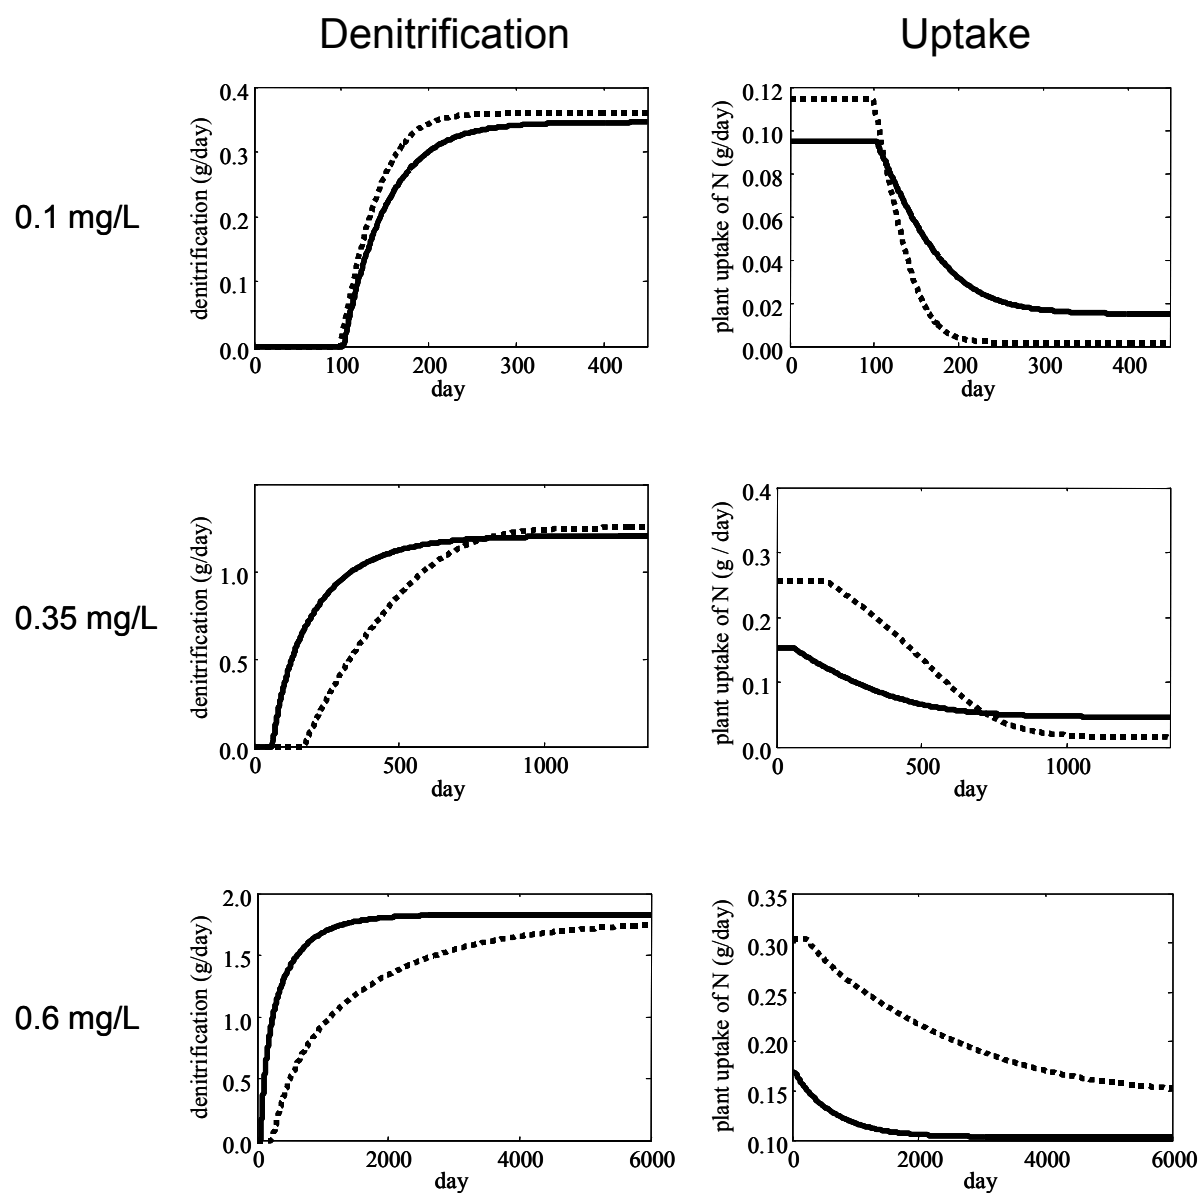 Denitrification
Uptake
0.1 mg/L
denitrification (g/day)
0.4
0.3
0.2
0.1
0.0
0 100 200 300 400
day
plant uptake of N (g/day)
0.12
0.10
0.08
0.06
0.04
0.02
0.00
0 100 200 300 400
day
0.35 mg/L
denitrification (g/day)
1.0
0.5
0.0
0 500 1000
day
plant uptake of N (g / day)
0.4
0.3
0.2
0.1
0.0
0 500 1000
day
0.6 mg/L
denitrification (g/day)
2.0
1.5
1.0
0.5
0.0
0 2000 4000 6000
day
plant uptake of N (g/day)
0.35
0.30
0.25
0.20
0.15
0.10
0 2000 4000 6000
day